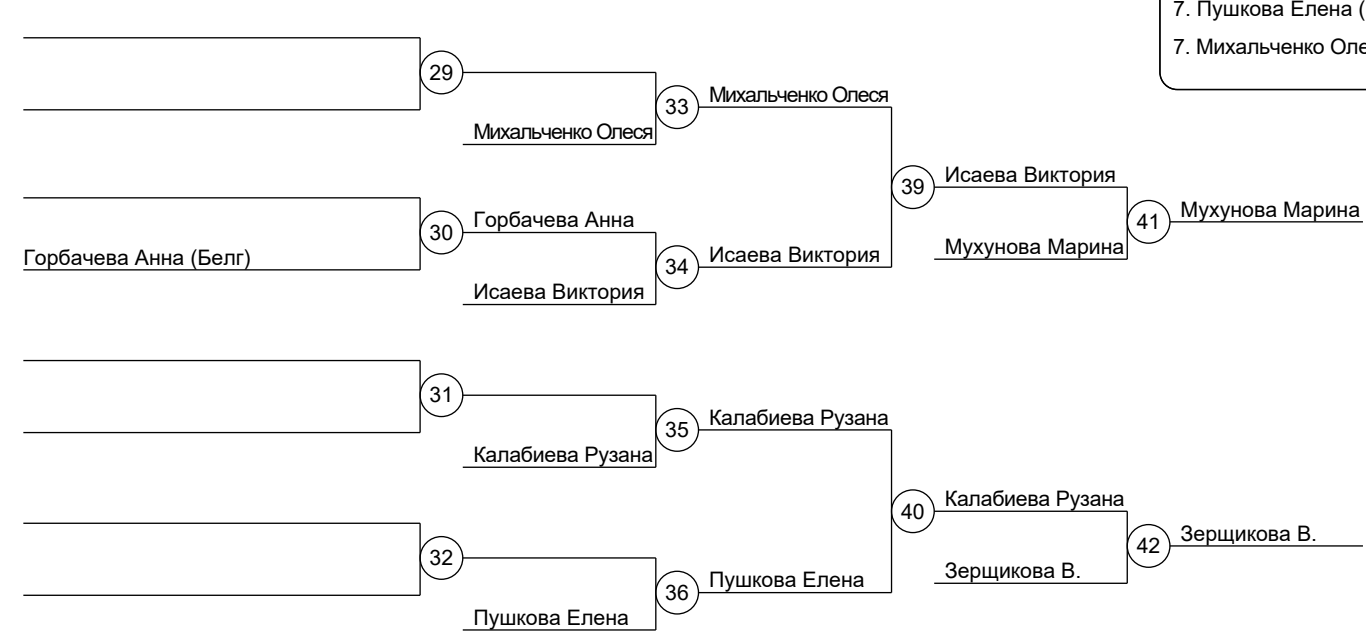 7. Пушкова Елена (
7. Михальченко Оле
29
Михальченко Олеся
33
Михальченко Олеся
Исаева Виктория
39
Горбачева Анна
Мухунова Марина
41
30
Исаева Виктория
Мухунова Марина
Горбачева Анна (Белг)
34
Исаева Виктория
31
Калабиева Рузана
35
Калабиева Рузана
Калабиева Рузана
40
Зерщикова В.
42
32
Пушкова Елена
Зерщикова В.
36
Пушкова Елена